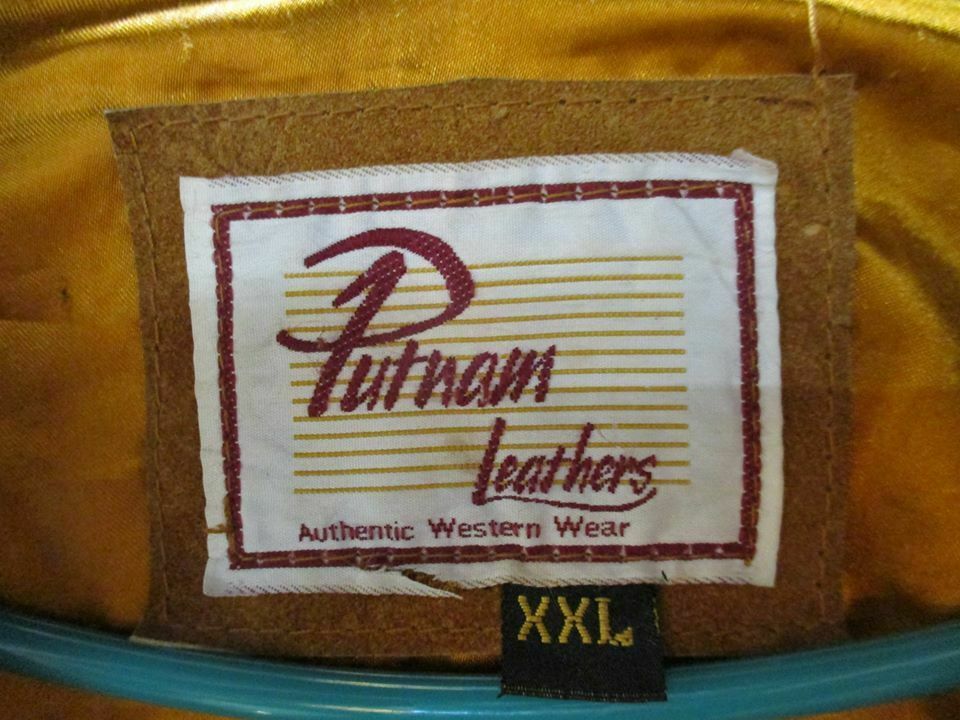 Putnam
Leathers
Authentic Western Wear
XXL